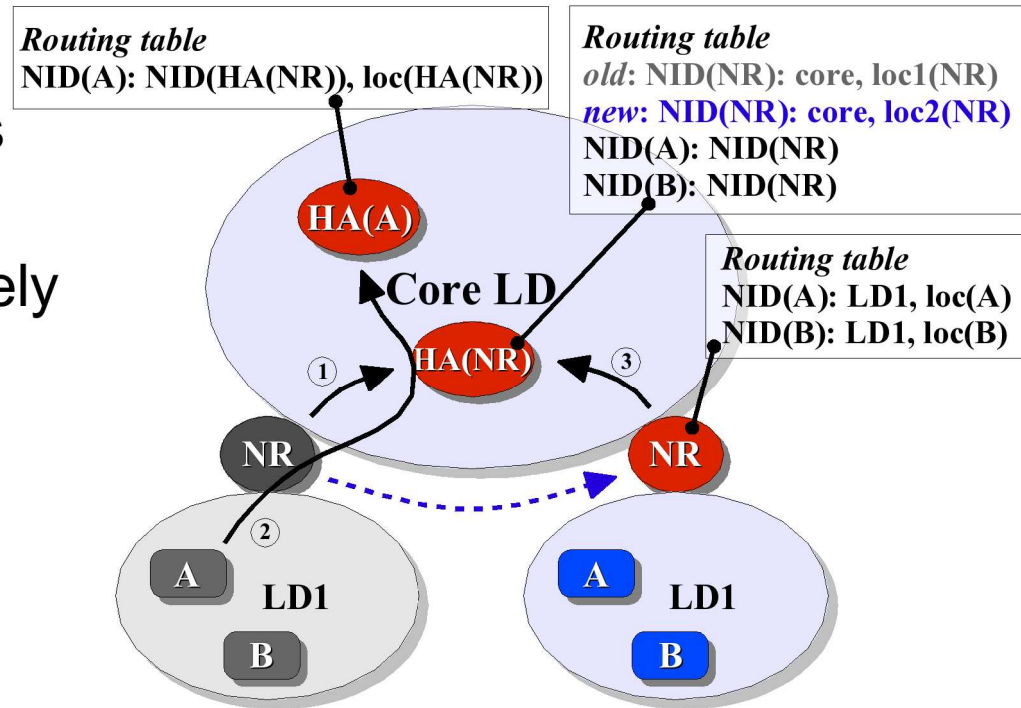 Routing table
NID(A): NID(HA(NR)), loc(HA(NR))
Routing table
old: NID(NR): core, loc1(NR)
new: NID(NR): core, loc2(NR)
NID(A): NID(NR)
NID(B): NID(NR)
s
ely
HA(A)
Core LD
Routing table
NID(A): LD1, loc(A)
NID(B): LD1, loc(B)
1
HA(NR)
3
NR
NR
2
A
LD1
B
A
LD1
B